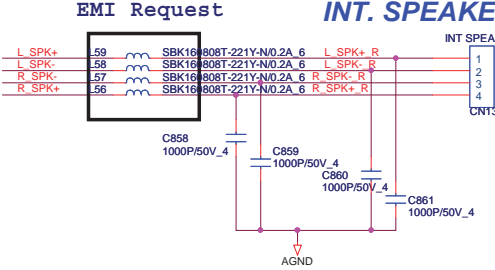 EMI Request
INT. SPEAKE
INT SPEA
L_SPK+ L59 SBK160808T-221Y-N/0.2A_6 L_SPK+_R 1
L_SPK- L58 SBK160808T-221Y-N/0.2A_6 L_SPK-_R 2
R_SPK- L57 SBK160808T-221Y-N/0.2A_6 R_SPK-_R 3
R_SPK+ L56 SBK160808T-221Y-N/0.2A_6 R_SPK+_R 4
CN13
C858
1000P/50V_4
C859
1000P/50V_4
C860
1000P/50V_4
C861
1000P/50V_4
AGND